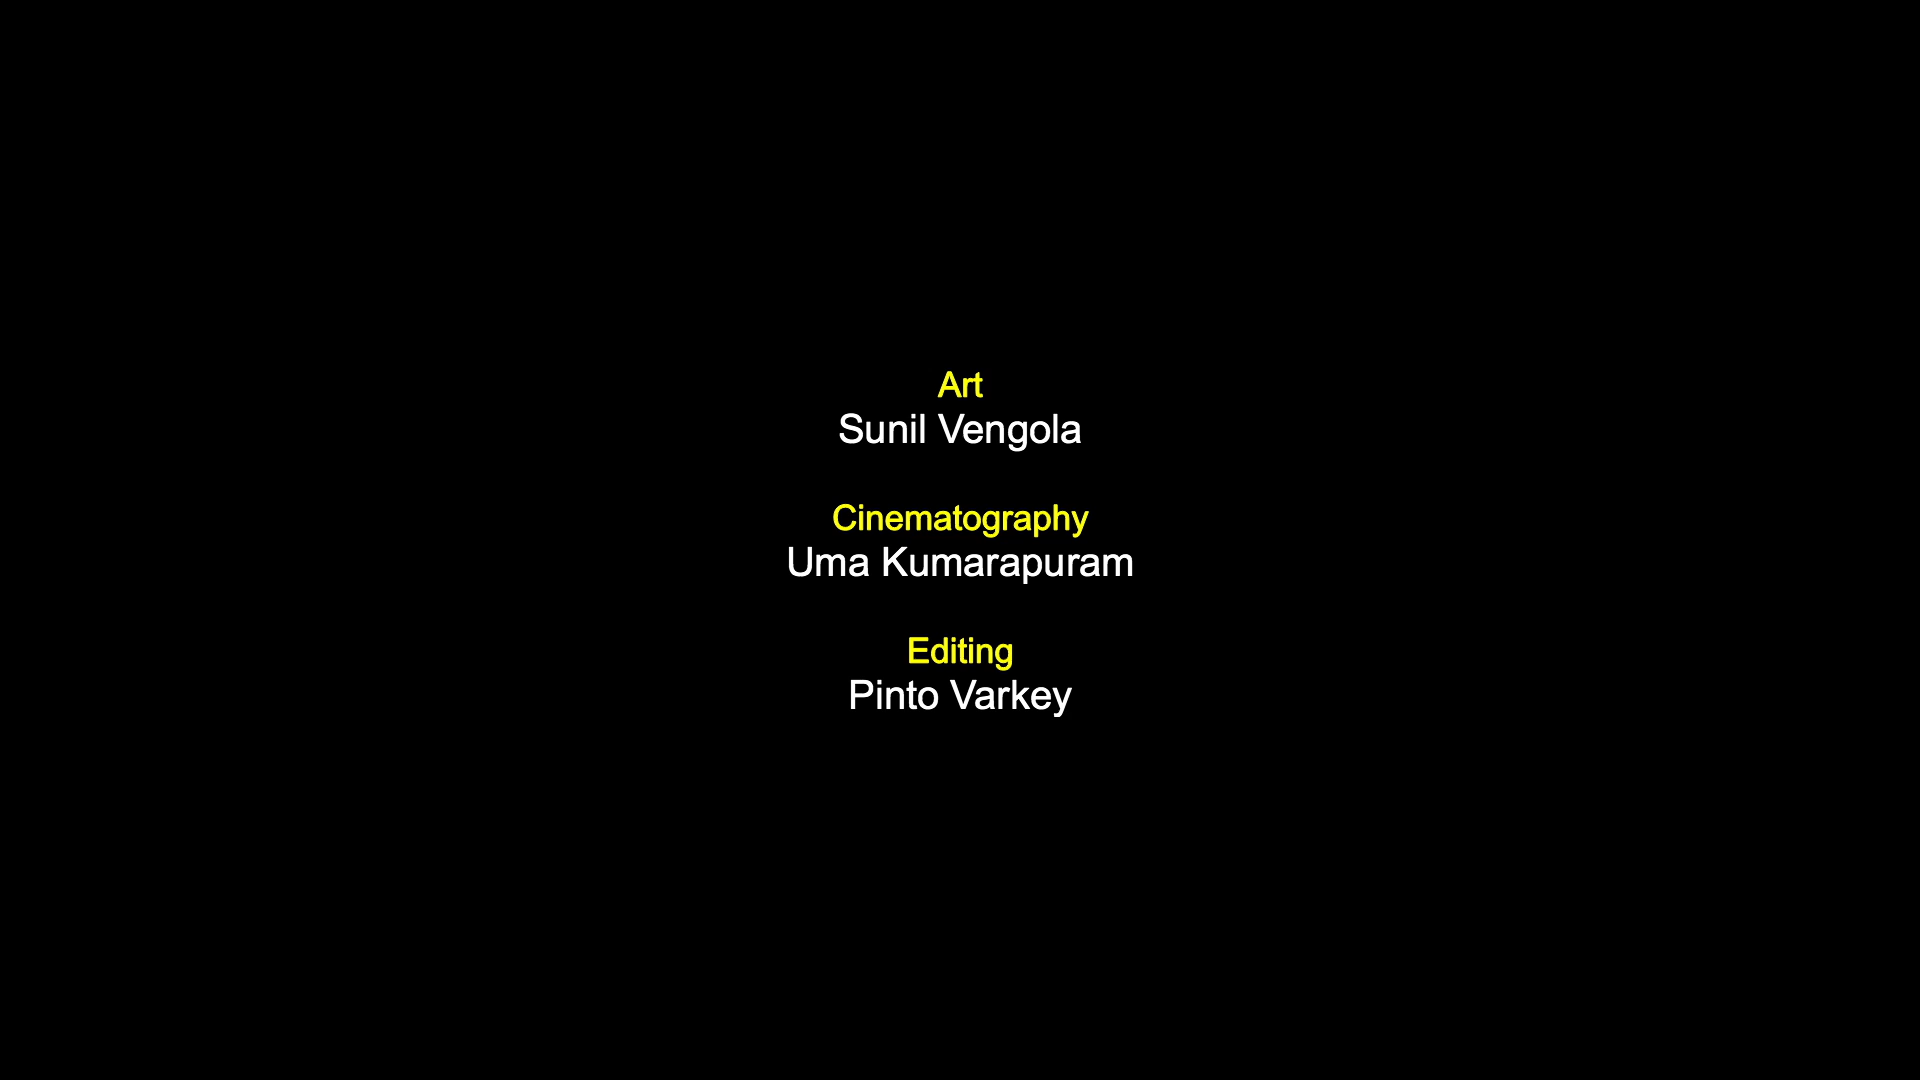 Art
Sunil Vengola
Cinematography
Uma Kumarapuram
Editing
Pinto Varkey